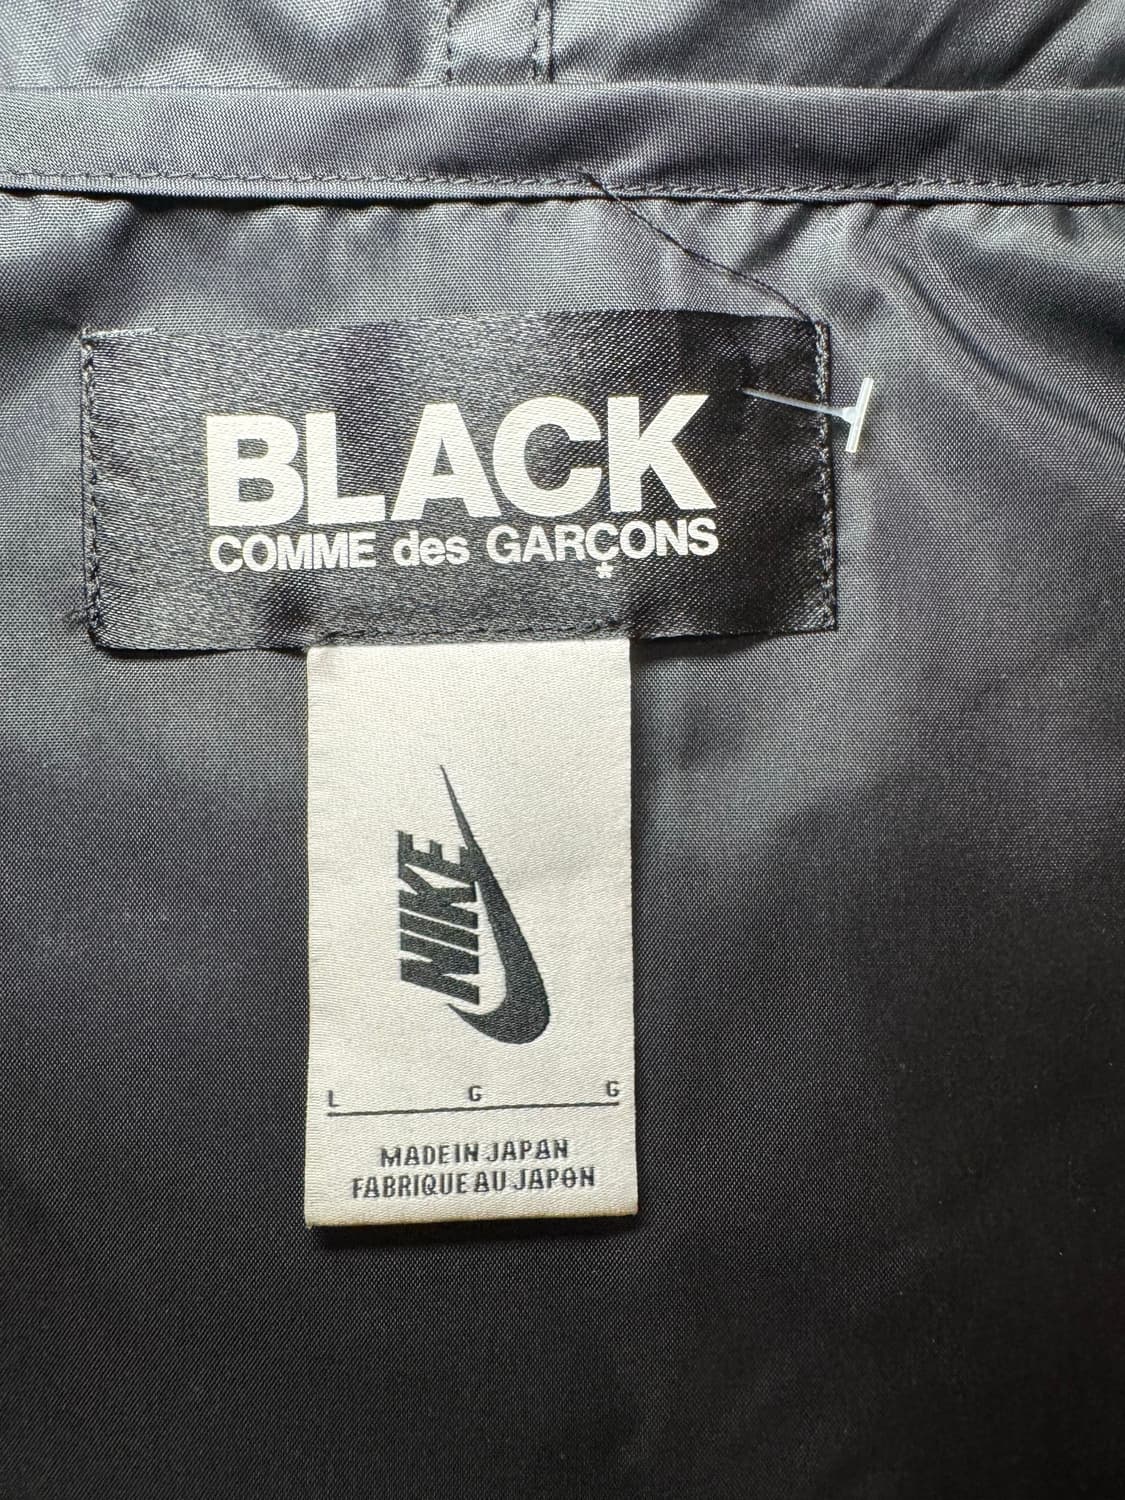 BLACK
COMME des GARÇONS
*
NIKE
L G G
MADE IN JAPAN
FABRIQUE AU JAPON